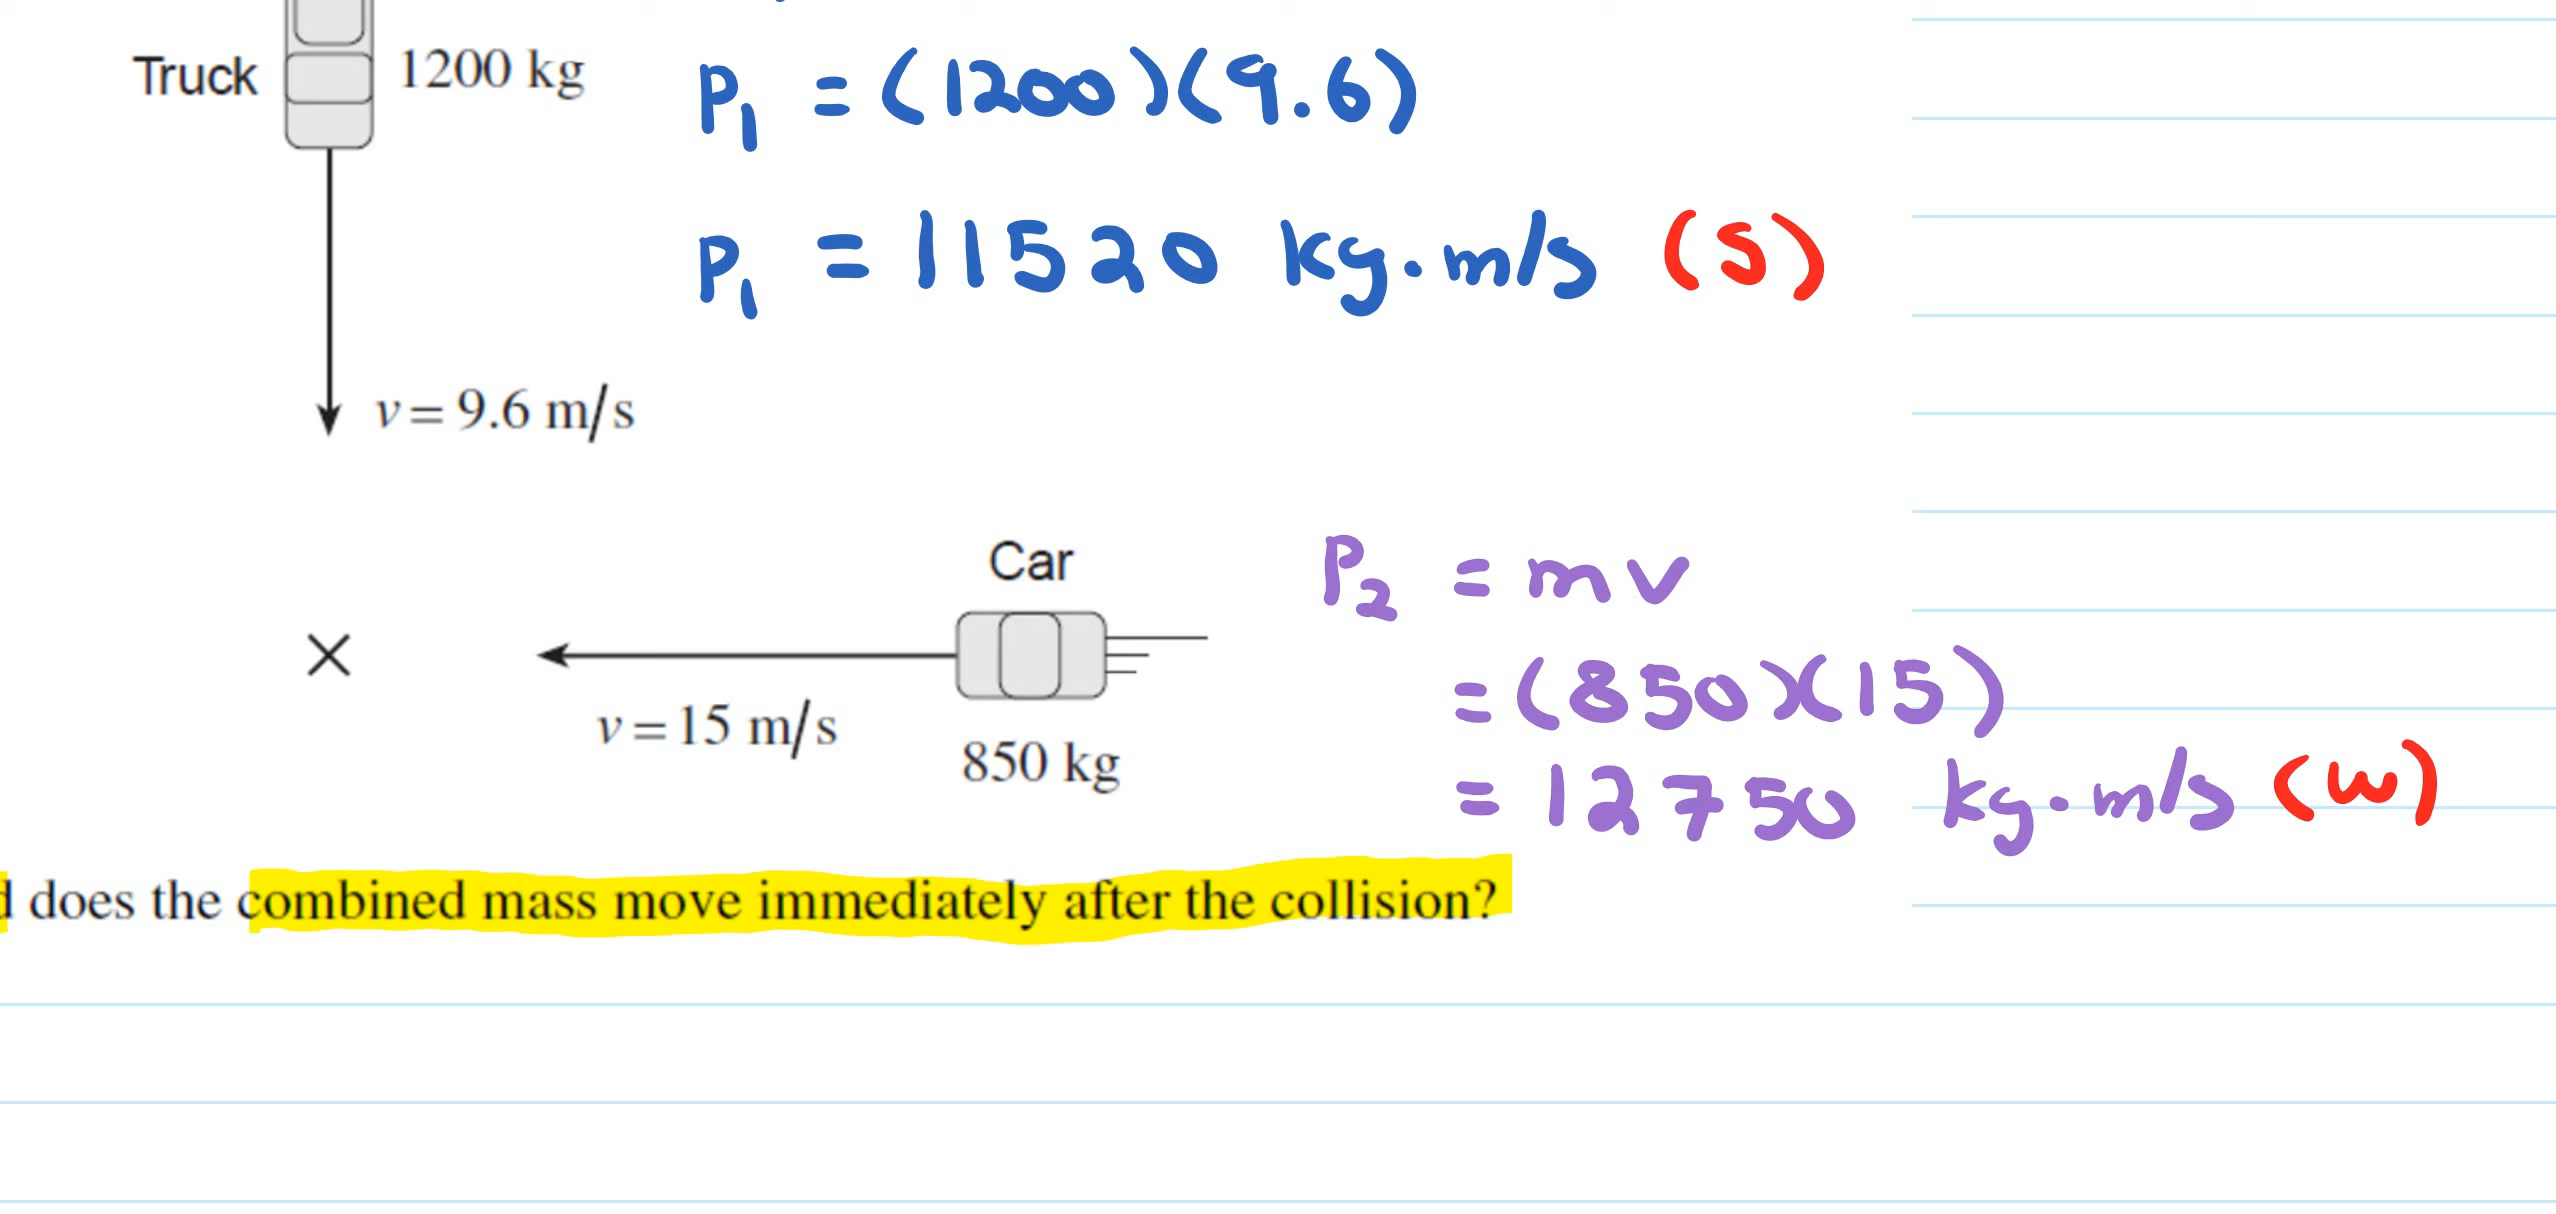 Truck
1200 kg
P₁ = (1200)(9.6)
P₁ = 11520 kg·m/s (S)
v = 9.6 m/s
Car
P₂ = mv
= (850)(15)
v = 15 m/s
850 kg
= 12750 kg·m/s (W)
does the combined mass move immediately after the collision?